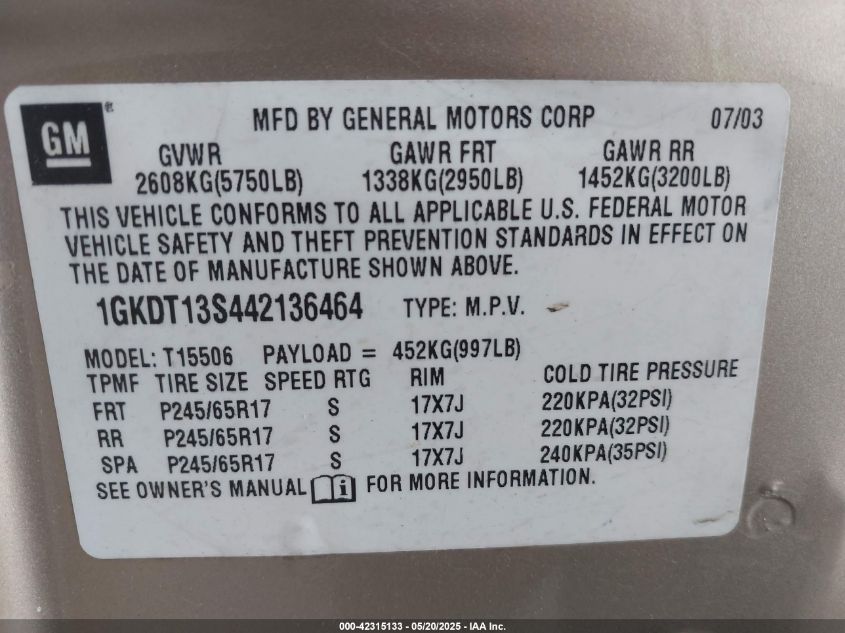 GM ®
MFD BY GENERAL MOTORS CORP 07/03
GVWR GAWR FRT GAWR RR
2608KG(5750LB) 1338KG(2950LB) 1452KG(3200LB)
THIS VEHICLE CONFORMS TO ALL APPLICABLE U.S. FEDERAL MOTOR
VEHICLE SAFETY AND THEFT PREVENTION STANDARDS IN EFFECT ON
THE DATE OF MANUFACTURE SHOWN ABOVE.
1GKDT13S442136464 TYPE: M.P.V.
MODEL: T15506 PAYLOAD = 452KG(997LB)
TPMF TIRE SIZE SPEED RTG RIM COLD TIRE PRESSURE
FRT P245/65R17 S 17X7J 220KPA(32PSI)
RR P245/65R17 S 17X7J 220KPA(32PSI)
SPA P245/65R17 S 17X7J 240KPA(35PSI)
SEE OWNER'S MANUAL i FOR MORE INFORMATION.
000-42315133 - 05/20/2025 - IAA Inc.